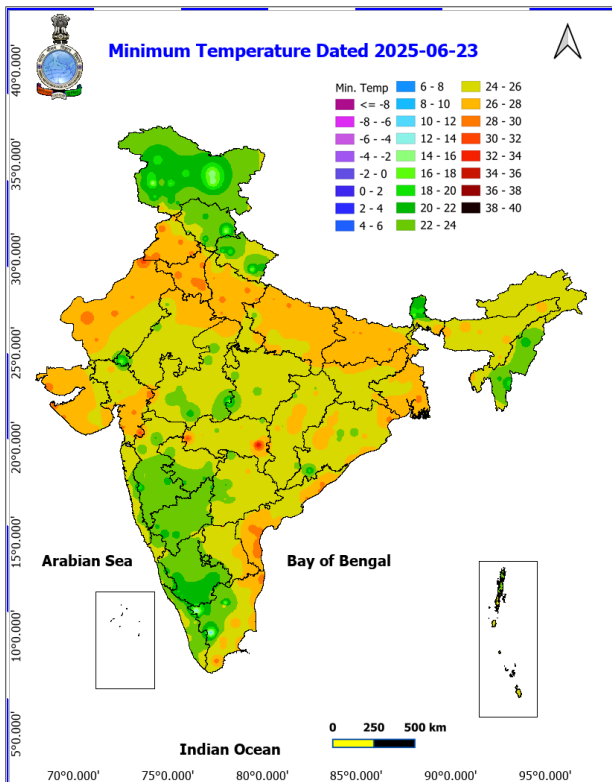 Minimum Temperature Dated 2025-06-23
Min. Temp
<= -8
-8 - -6
-6 - -4
-4 - -2
-2 - 0
0 - 2
2 - 4
4 - 6
6 - 8
8 - 10
10 - 12
12 - 14
14 - 16
16 - 18
18 - 20
20 - 22
22 - 24
24 - 26
26 - 28
28 - 30
30 - 32
32 - 34
34 - 36
36 - 38
38 - 40
40°0.000'
35°0.000'
30°0.000'
25°0.000'
20°0.000'
15°0.000'
10°0.000'
5°0.000'
Arabian Sea
Bay of Bengal
Indian Ocean
0 250 500 km
70°0.000' 75°0.000' 80°0.000' 85°0.000' 90°0.000' 95°0.000'